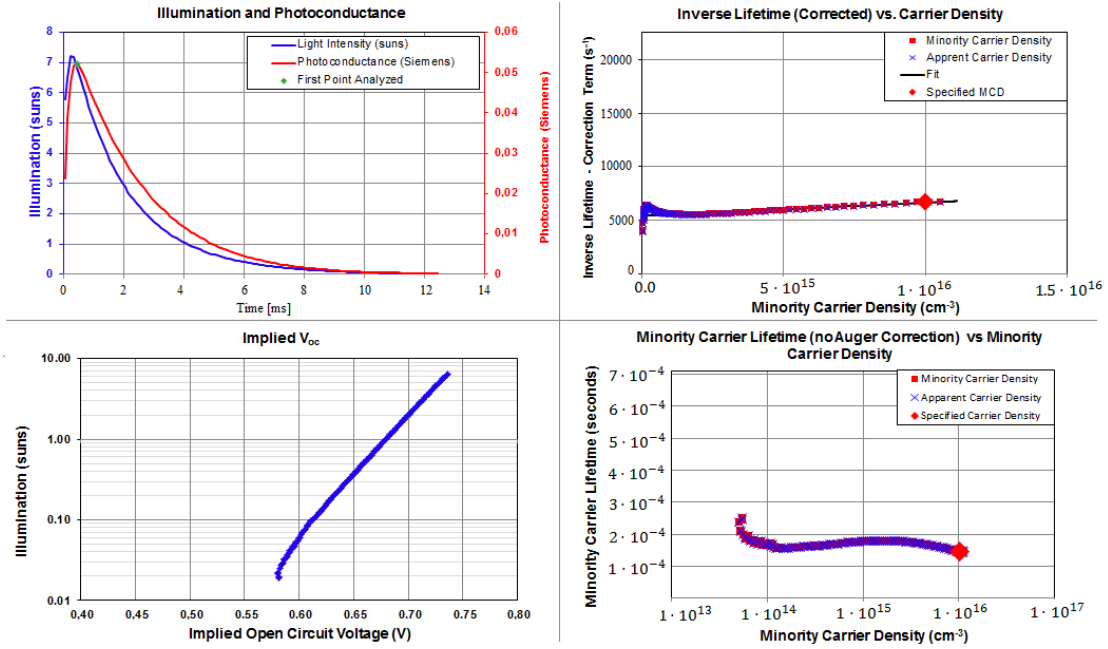 Illumination and Photoconductance
Light Intensity (suns)
Photoconductance (Siemens)
First Point Analyzed
Illumination (suns)
8
7
6
5
4
3
2
1
0
0,06
0,05
0,04
0,03
0,02
0,01
0
Photoconductance (Siemens)
0 2 4 6 8 10 12 14
Time [ms]
Inverse Lifetime (Corrected) vs. Carrier Density
Minority Carrier Density
Apprent Carrier Density
Fit
Specified MCD
Inverse Lifetime - Correction Term (s⁻¹)
20000
15000
10000
5000
0
0.0 5·10¹⁵ 1·10¹⁶ 1.5·10¹⁶
Minority Carrier Density (cm⁻³)
Implied Voc
Illumination (suns)
10.00
1.00
0.10
0.01
0,40 0,45 0,50 0,55 0,60 0,65 0,70 0,75 0,80
Implied Open Circuit Voltage (V)
Minority Carrier Lifetime (no Auger Correction) vs Minority
Carrier Density
Minority Carrier Density
Apparent Carrier Density
Specified Carrier Density
Minority Carrier Lifetime (seconds)
7·10⁻⁴
6·10⁻⁴
5·10⁻⁴
4·10⁻⁴
3·10⁻⁴
2·10⁻⁴
1·10⁻⁴
1·10¹³ 1·10¹⁴ 1·10¹⁵ 1·10¹⁶ 1·10¹⁷
Minority Carrier Density (cm⁻³)